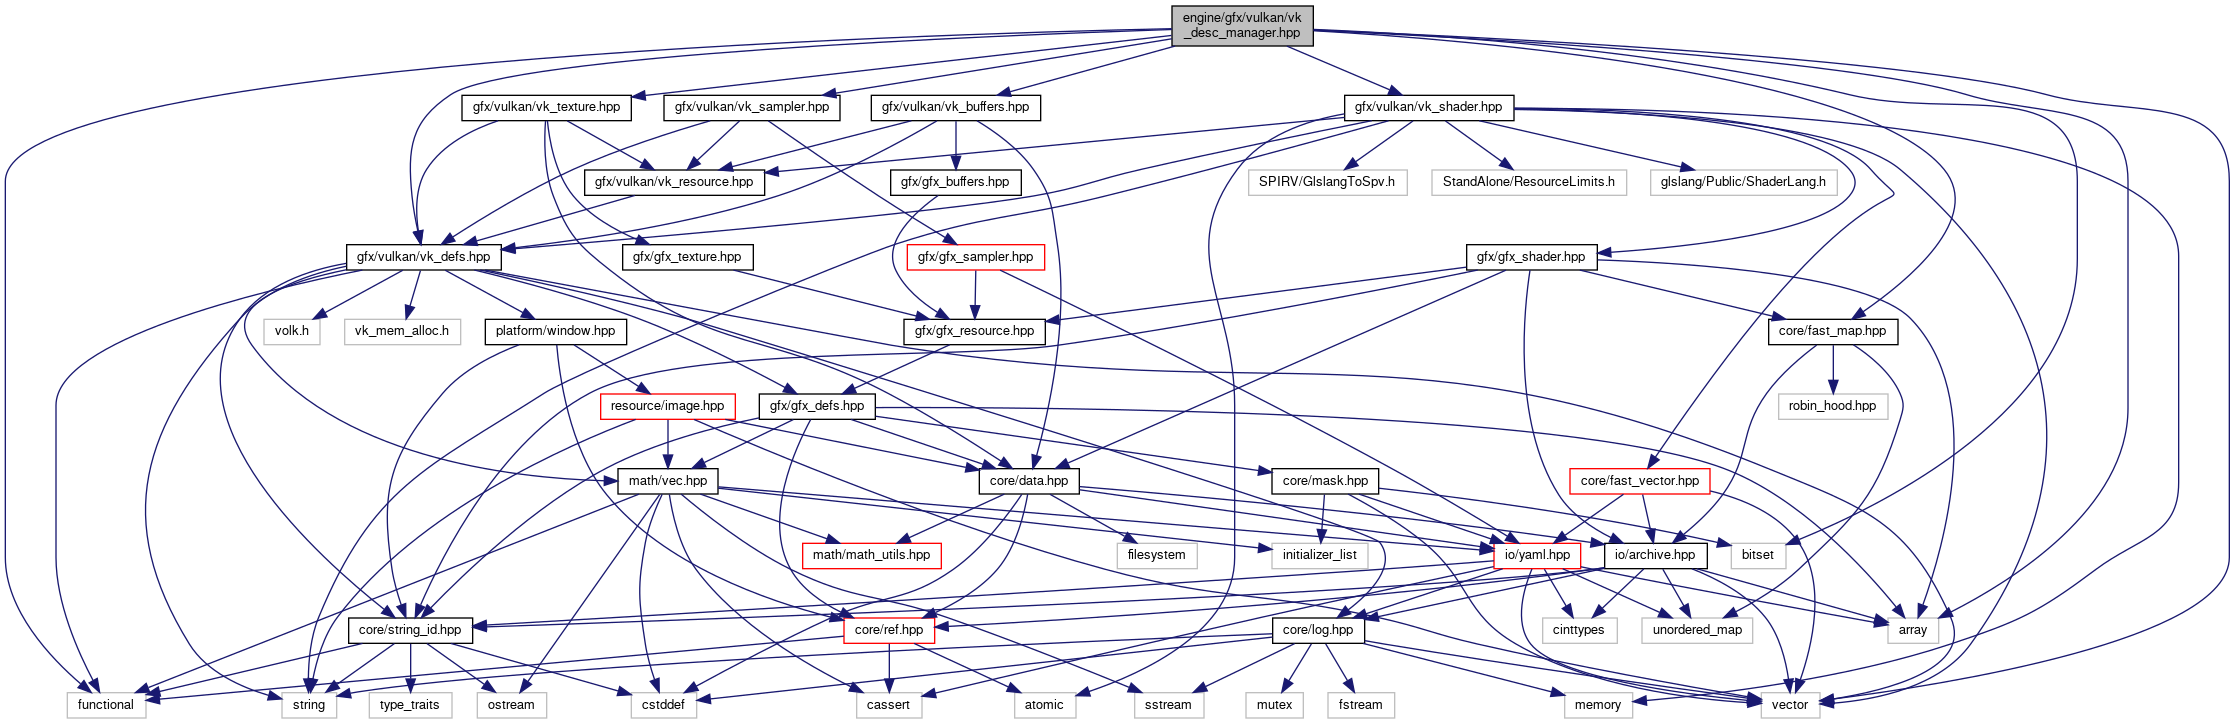 engine/gfx/vulkan/vk
_desc_manager.hpp
gfx/vulkan/vk_texture.hpp
gfx/vulkan/vk_sampler.hpp
gfx/vulkan/vk_buffers.hpp
gfx/vulkan/vk_shader.hpp
gfx/vulkan/vk_resource.hpp
gfx/gfx_buffers.hpp
SPIRV/GlslangToSpv.h
StandAlone/ResourceLimits.h
glslang/Public/ShaderLang.h
gfx/vulkan/vk_defs.hpp
gfx/gfx_texture.hpp
gfx/gfx_sampler.hpp
gfx/gfx_shader.hpp
volk.h
vk_mem_alloc.h
platform/window.hpp
gfx/gfx_resource.hpp
core/fast_map.hpp
resource/image.hpp
gfx/gfx_defs.hpp
robin_hood.hpp
math/vec.hpp
core/data.hpp
core/mask.hpp
core/fast_vector.hpp
math/math_utils.hpp
filesystem
initializer_list
io/yaml.hpp
io/archive.hpp
bitset
core/string_id.hpp
core/ref.hpp
core/log.hpp
cinttypes
unordered_map
array
functional
string
type_traits
ostream
cstddef
cassert
atomic
sstream
mutex
fstream
memory
vector